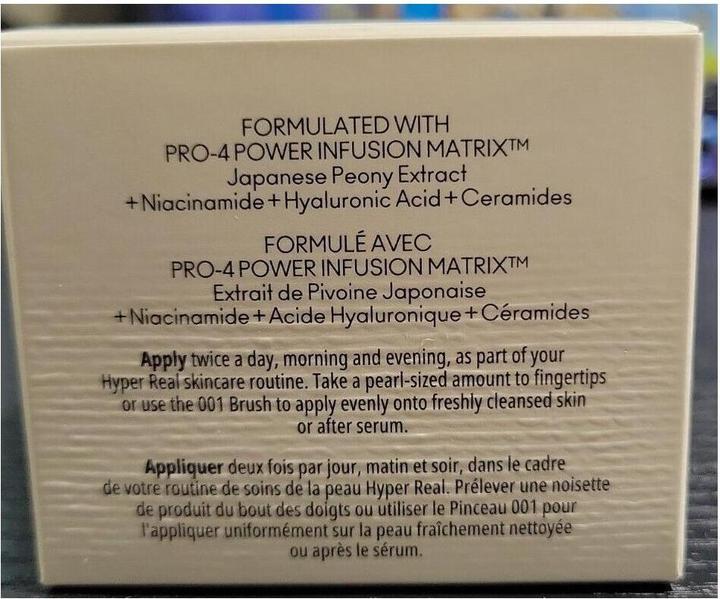 FORMULATED WITH
PRO-4 POWER INFUSION MATRIX™
Japanese Peony Extract
+Niacinamide+Hyaluronic Acid+Ceramides
FORMULÉ AVEC
PRO-4 POWER INFUSION MATRIX™
Extrait de Pivoine Japonaise
+Niacinamide+Acide Hyaluronique+Céramides
Apply twice a day, morning and evening, as part of your
Hyper Real skincare routine. Take a pearl-sized amount to fingertips
or use the 001 Brush to apply evenly onto freshly cleansed skin
or after serum.
Appliquer deux fois par jour, matin et soir, dans le cadre
de votre routine de soins de la peau Hyper Real. Prélever une noisette
de produit du bout des doigts ou utiliser le Pinceau 001 pour
l'appliquer uniformément sur la peau fraîchement nettoyée
ou après le sérum.